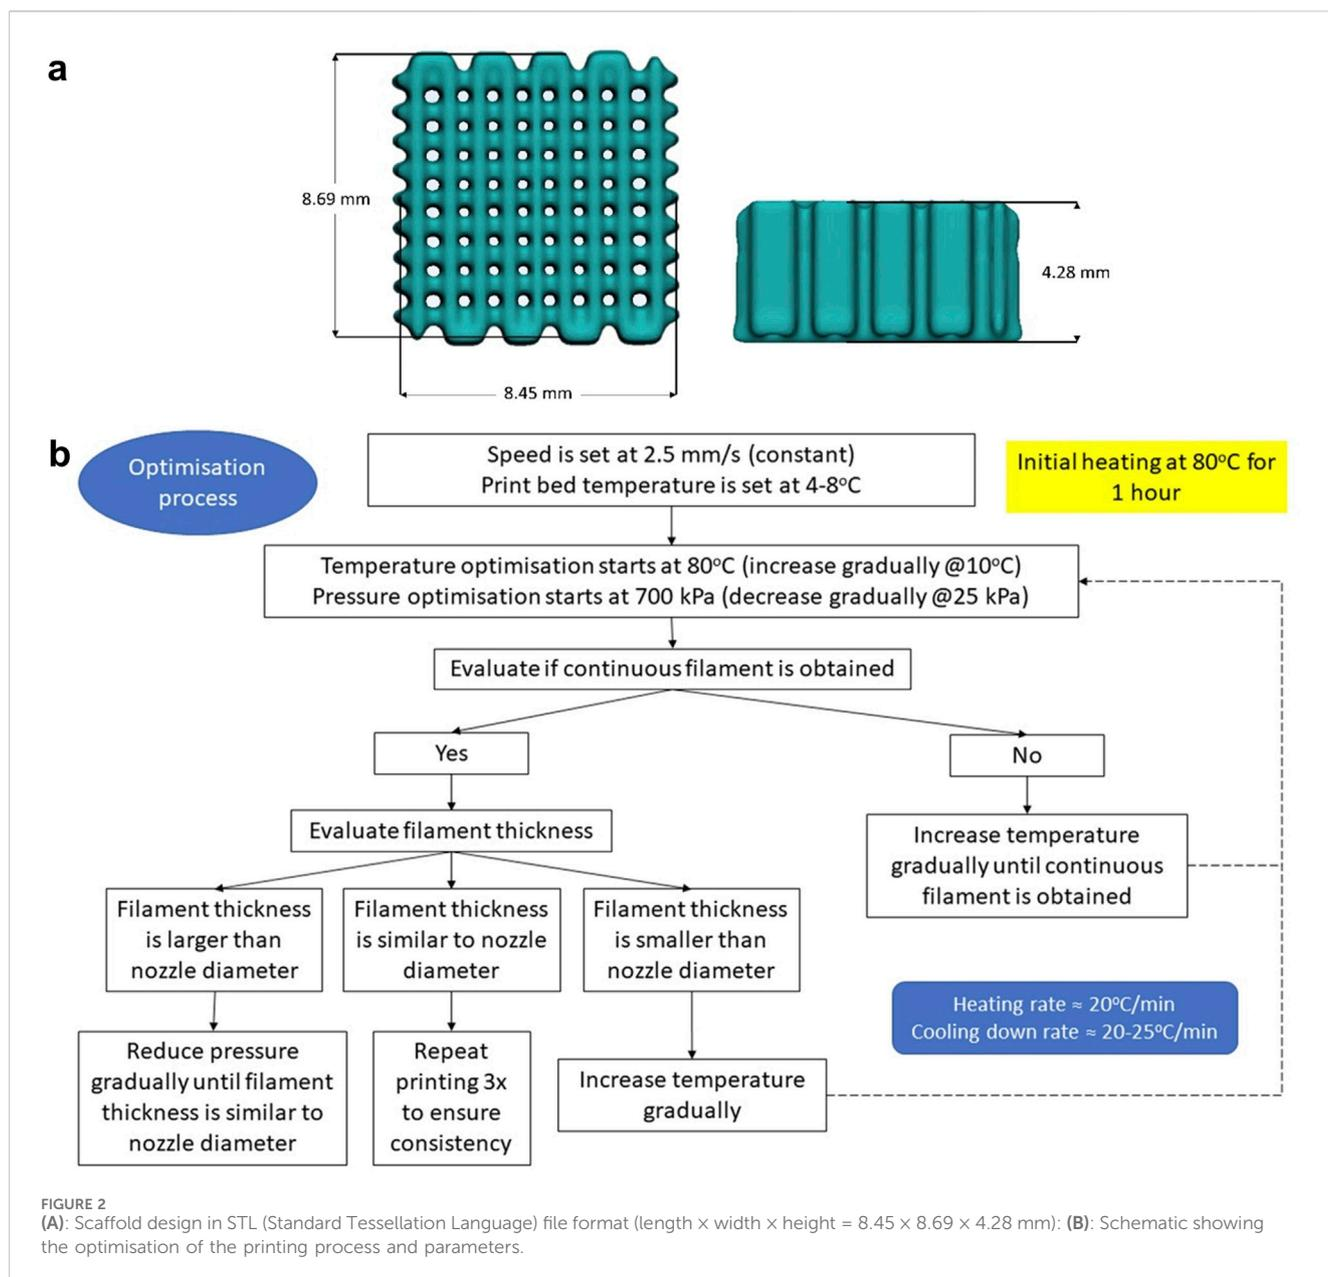 a
8.69 mm
8.45 mm
4.28 mm
b
Optimisation
process
Speed is set at 2.5 mm/s (constant)
Print bed temperature is set at 4-8°C
Initial heating at 80°C for
1 hour
Temperature optimisation starts at 80°C (increase gradually @10°C)
Pressure optimisation starts at 700 kPa (decrease gradually @25 kPa)
Evaluate if continuous filament is obtained
Yes
No
Evaluate filament thickness
Increase temperature
gradually until continuous
filament is obtained
Filament thickness
is larger than
nozzle diameter
Filament thickness
is similar to nozzle
diameter
Filament thickness
is smaller than
nozzle diameter
Heating rate ≈ 20°C/min
Cooling down rate ≈ 20-25°C/min
Reduce pressure
gradually until filament
thickness is similar to
nozzle diameter
Repeat
printing 3x
to ensure
consistency
Increase temperature
gradually
FIGURE 2
(A): Scaffold design in STL (Standard Tessellation Language) file format (length × width × height = 8.45 × 8.69 × 4.28 mm): (B): Schematic showing
the optimisation of the printing process and parameters.